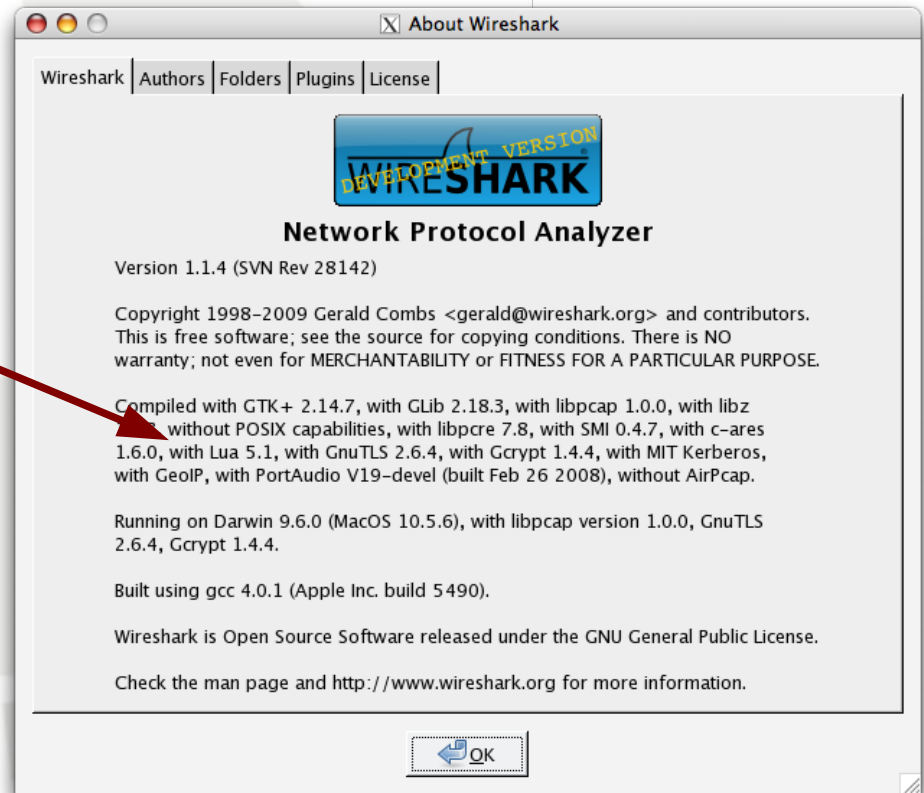 About Wireshark
Wireshark Authors Folders Plugins License
WIRESHARK
DEVELOPMENT VERSION
Network Protocol Analyzer
Version 1.1.4 (SVN Rev 28142)
Copyright 1998-2009 Gerald Combs <gerald@wireshark.org> and contributors.
This is free software; see the source for copying conditions. There is NO
warranty; not even for MERCHANTABILITY or FITNESS FOR A PARTICULAR PURPOSE.
Compiled with GTK+ 2.14.7, with GLib 2.18.3, with libpcap 1.0.0, with libz
without POSIX capabilities, with libpcre 7.8, with SMI 0.4.7, with c-ares
1.6.0, with Lua 5.1, with GnuTLS 2.6.4, with Gcrypt 1.4.4, with MIT Kerberos,
with GeoIP, with PortAudio V19-devel (built Feb 26 2008), without AirPcap.
Running on Darwin 9.6.0 (MacOS 10.5.6), with libpcap version 1.0.0, GnuTLS
2.6.4, Gcrypt 1.4.4.
Built using gcc 4.0.1 (Apple Inc. build 5490).
Wireshark is Open Source Software released under the GNU General Public License.
Check the man page and http://www.wireshark.org for more information.
OK